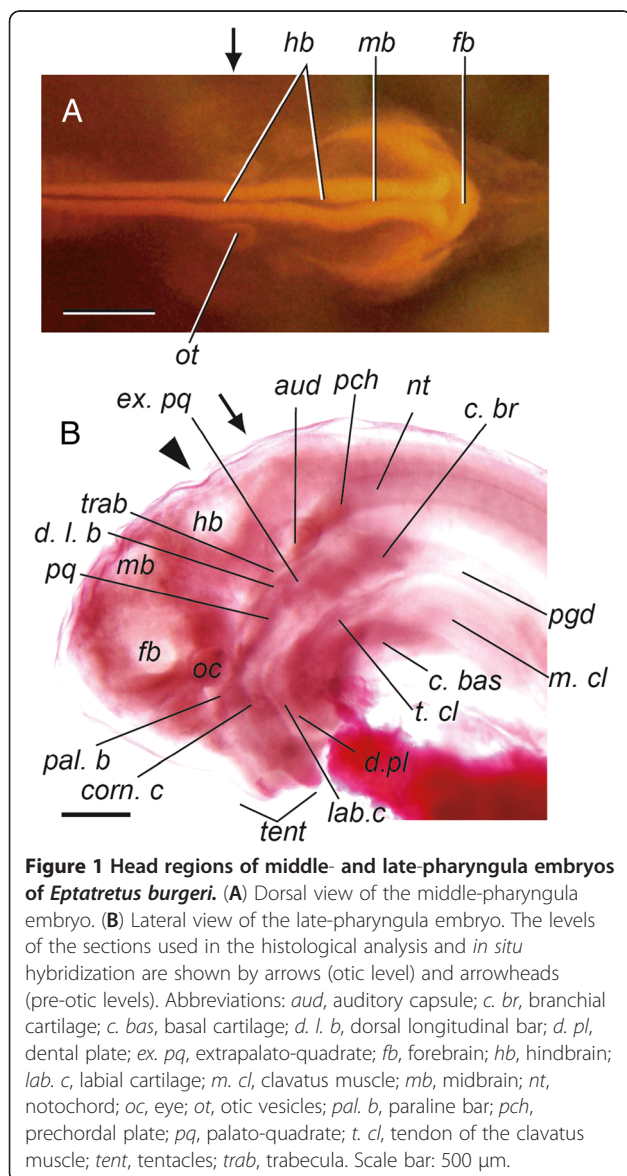 hb mb fb
A
ot
aud pch nt
ex. pq c. br
B
trab
d. l. b
pq
hb
mb
fb
oc
pgd
m. cl
c. bas
t. cl
pal. b
corn. c
d.pl
lab.c
tent
Figure 1 Head regions of middle- and late-pharyngula embryos
of Eptatretus burgeri. (A) Dorsal view of the middle-pharyngula
embryo. (B) Lateral view of the late-pharyngula embryo. The levels
of the sections used in the histological analysis and in situ
hybridization are shown by arrows (otic level) and arrowheads
(pre-otic levels). Abbreviations: aud, auditory capsule; c. br, branchial
cartilage; c. bas, basal cartilage; d. l. b, dorsal longitudinal bar; d. pl,
dental plate; ex. pq, extrapalato-quadrate; fb, forebrain; hb, hindbrain;
lab. c, labial cartilage; m. cl, clavatus muscle; mb, midbrain; nt,
notochord; oc, eye; ot, otic vesicles; pal. b, paraline bar; pch,
prechordal plate; pq, palato-quadrate; t. cl, tendon of the clavatus
muscle; tent, tentacles; trab, trabecula. Scale bar: 500 μm.